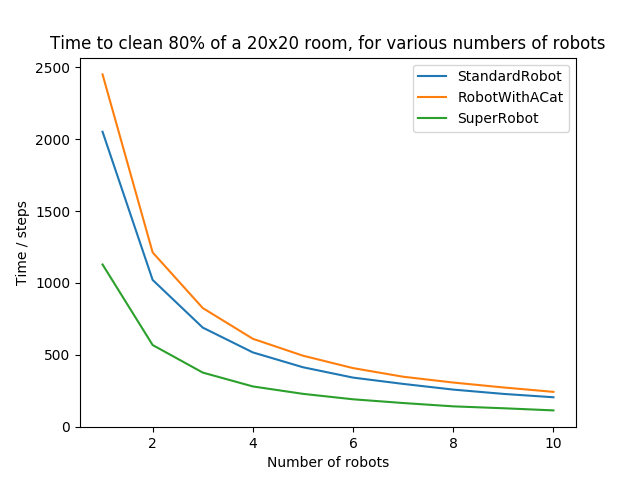 Time to clean 80% of a 20x20 room, for various numbers of robots
2500
2000
1500
1000
500
0
Time / steps
StandardRobot
RobotWithACat
SuperRobot
2
4
6
8
10
Number of robots